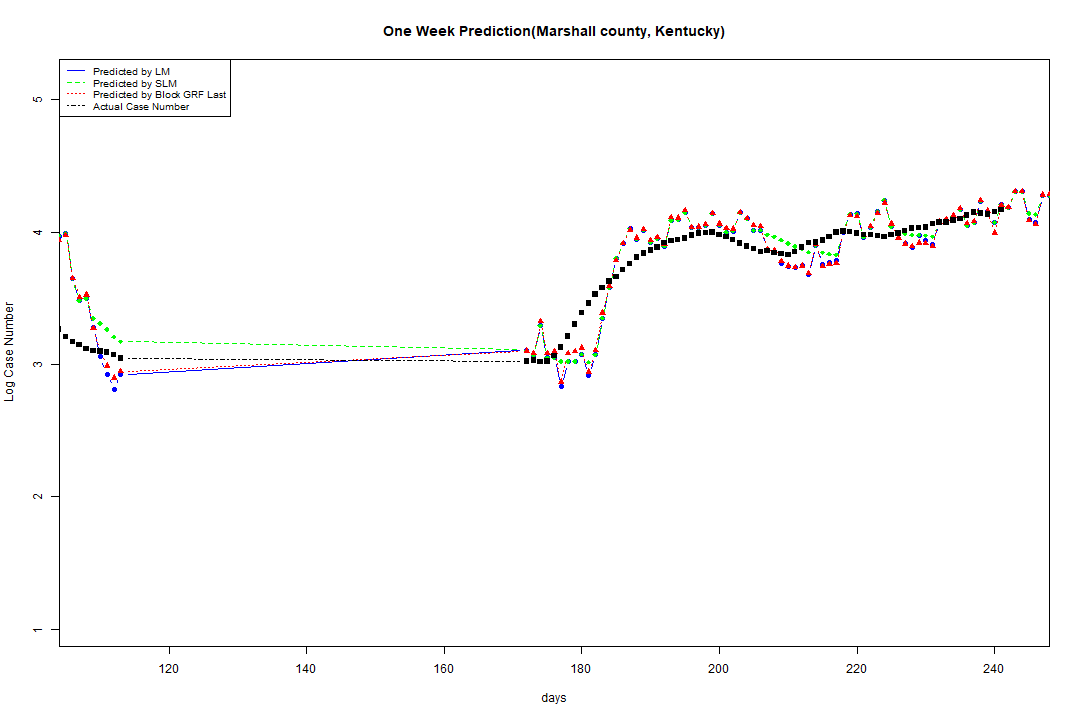 One Week Prediction(Marshall county, Kentucky)
Predicted by LM
Predicted by SLM
Predicted by Block GRF Last
Actual Case Number
5
4
3
2
1
Log Case Number
120 140 160 180 200 220 240
days